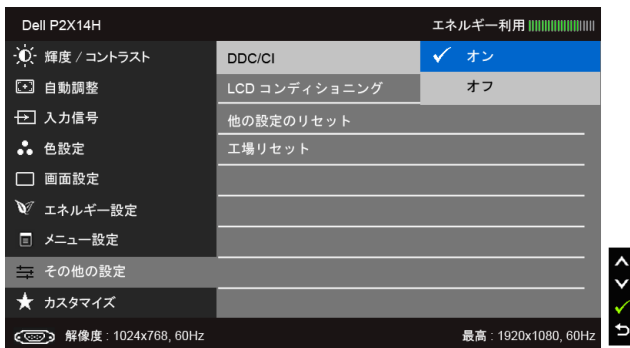 Dell P2X14H
エネルギー利用
輝度 / コントラスト
DDC/CI
オン
自動調整
LCD コンディショニング
オフ
入力信号
他の設定のリセット
色設定
工場リセット
画面設定
エネルギー設定
メニュー設定
その他の設定
カスタマイズ
解像度 : 1024x768, 60Hz
最高 : 1920x1080, 60Hz